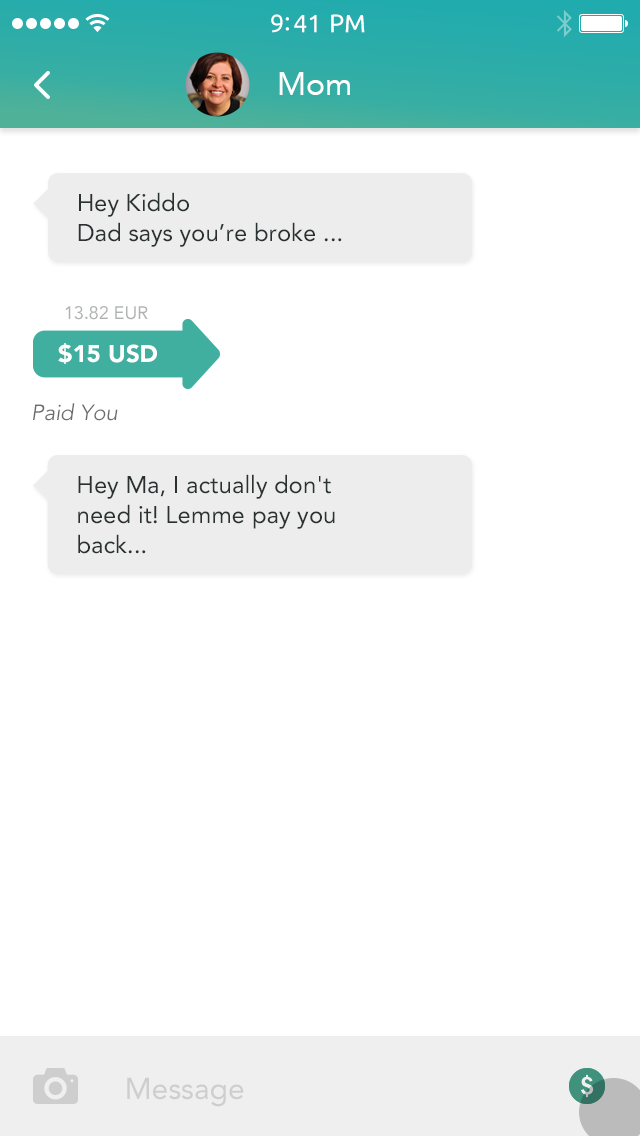 9:41 PM
Mom
Hey Kiddo
Dad says you’re broke ...
13.82 EUR
$15 USD
Paid You
Hey Ma, I actually don't
need it! Lemme pay you
back...
Message
$